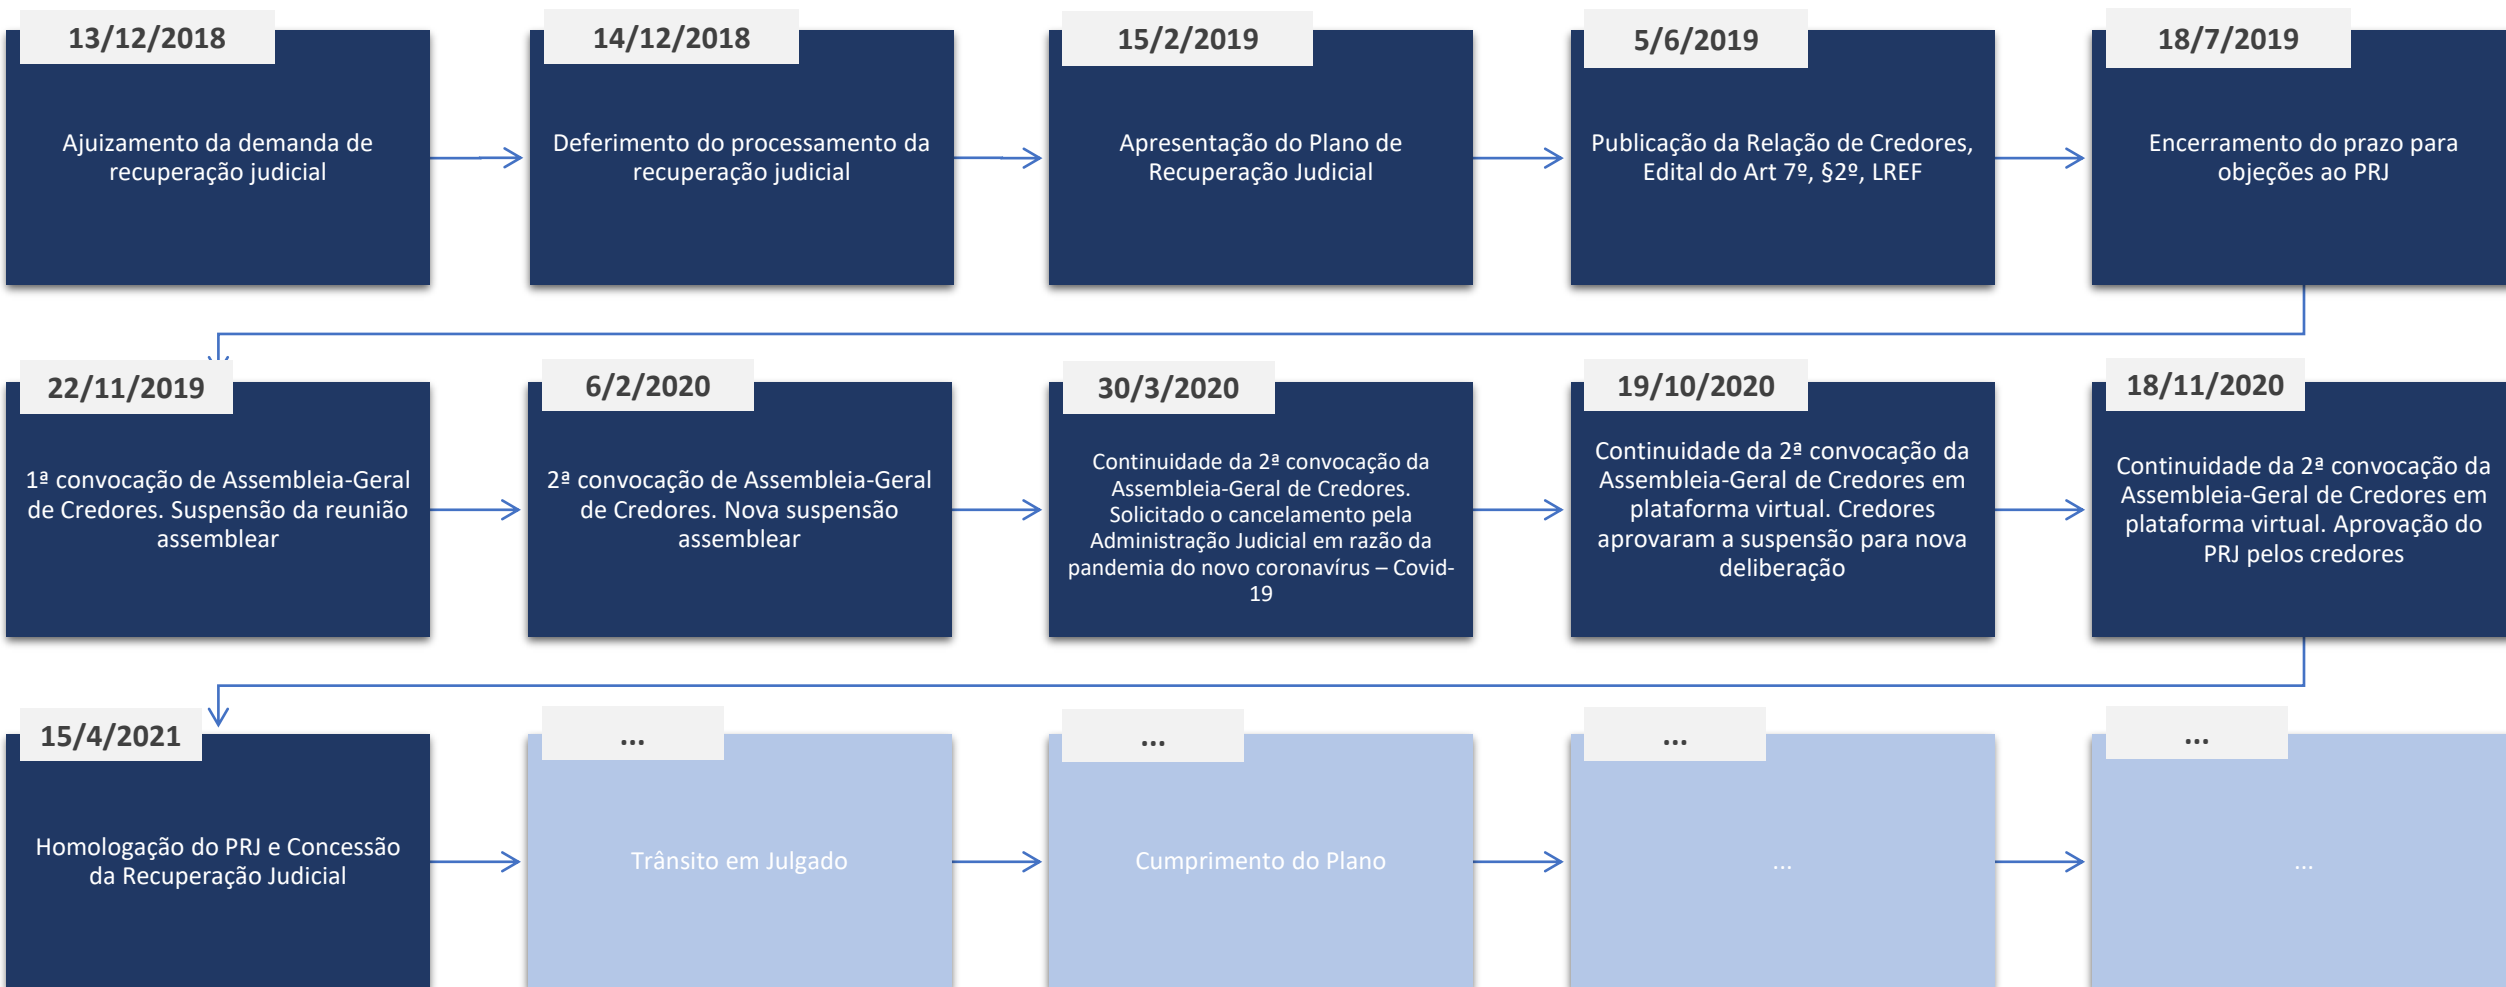 13/12/2018
Ajuizamento da demanda de
recuperação judicial
14/12/2018
Deferimento do processamento da
recuperação judicial
15/2/2019
Apresentação do Plano de
Recuperação Judicial
5/6/2019
Publicação da Relação de Credores,
Edital do Art 7º, §2º, LREF
18/7/2019
Encerramento do prazo para
objeções ao PRJ
22/11/2019
1ª convocação de Assembleia-Geral
de Credores. Suspensão da reunião
assemblear
6/2/2020
2ª convocação de Assembleia-Geral
de Credores. Nova suspensão
assemblear
30/3/2020
Continuidade da 2ª convocação da
Assembleia-Geral de Credores.
Solicitado o cancelamento pela
Administração Judicial em razão da
pandemia do novo coronavírus – Covid-
19
19/10/2020
Continuidade da 2ª convocação da
Assembleia-Geral de Credores em
plataforma virtual. Credores
aprovaram a suspensão para nova
deliberação
18/11/2020
Continuidade da 2ª convocação da
Assembleia-Geral de Credores em
plataforma virtual. Aprovação do
PRJ pelos credores
15/4/2021
Homologação do PRJ e Concessão
da Recuperação Judicial
...
Trânsito em Julgado
...
Cumprimento do Plano
...
...
...
...